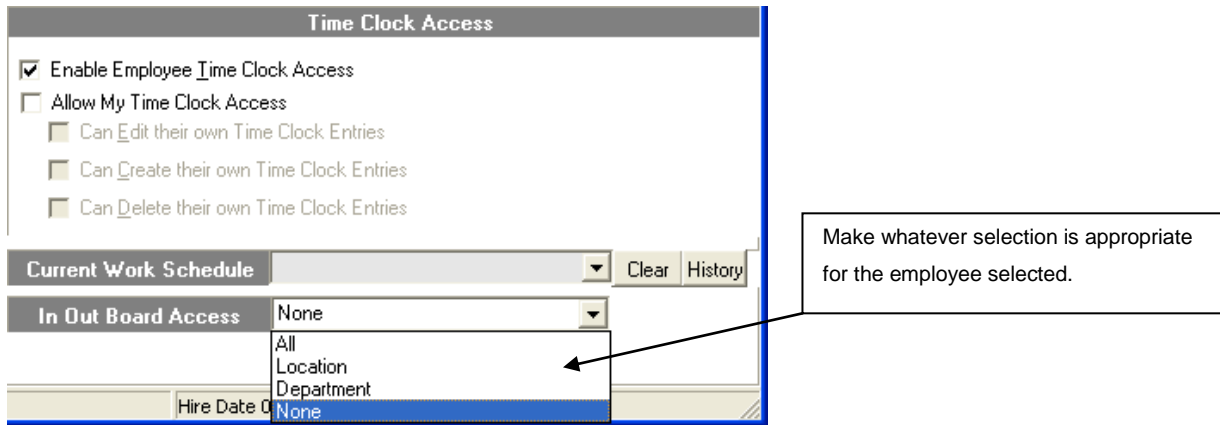 Time Clock Access
Enable Employee Time Clock Access
Allow My Time Clock Access
Can Edit their own Time Clock Entries
Can Create their own Time Clock Entries
Can Delete their own Time Clock Entries
Current Work Schedule Clear History
In Out Board Access None
All
Location
Department
None
Hire Date
Make whatever selection is appropriate
for the employee selected.